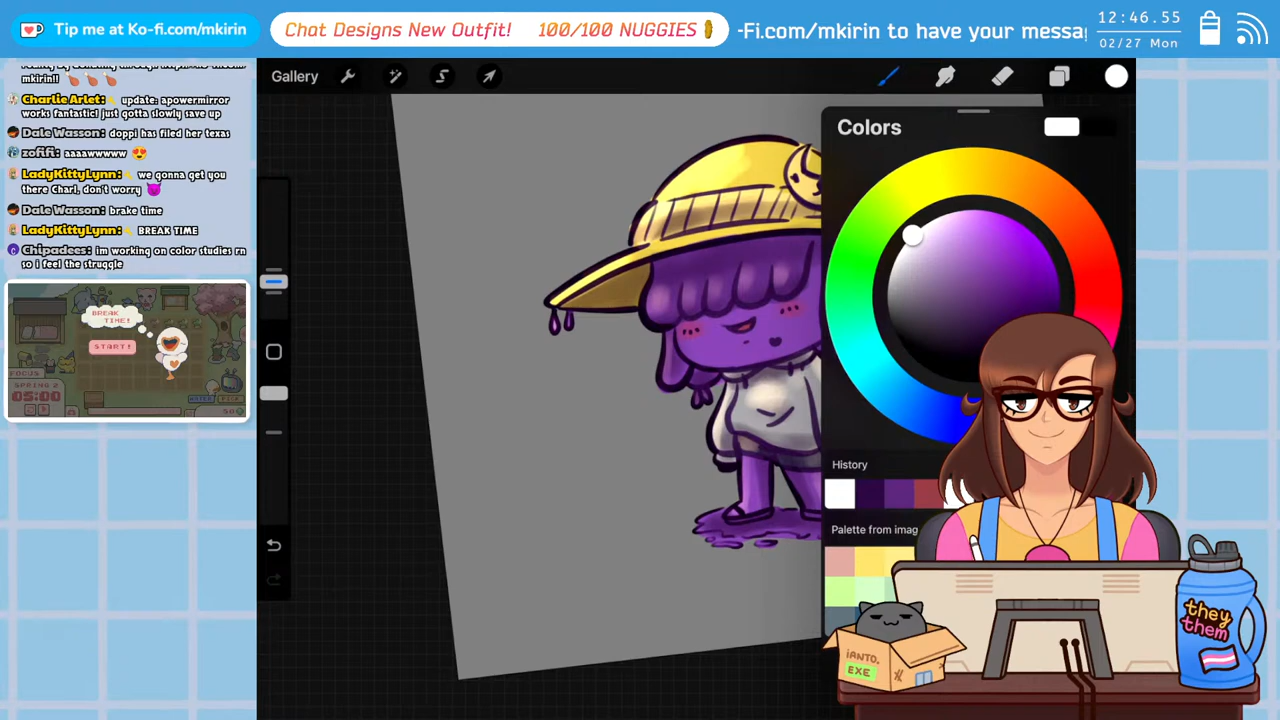 Tip me at Ko-fi.com/mkirin
Chat Designs New Outfit! 100/100 NUGGIES
-Fi.com/mkirin to have your messa
12:46.55
02/27 Mon
mkirin!!
Charlie Arlet: update: apowermirror
works fantastic! just gotta slowly save up
Dale Wasson: doppi has filed her texas
zofifi: aaaawwwww
LadyKittyLynn: we gonna get you
there Charl, don't worry
Dale Wasson: brake time
LadyKittyLynn: BREAK TIME
Chipadees: im working on color studies rn
so i feel the struggle
BREAK
TIME!
START!
FOCUS
SPRING 2
05:00
Gallery
Colors
History
Palette from imag
iANTO.
EXE
they
them